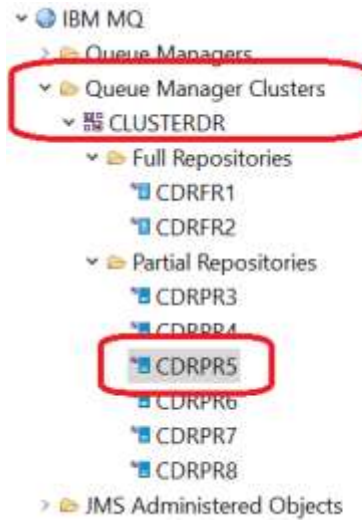 IBM MQ
Queue Managers
Queue Manager Clusters
CLUSTERDR
Full Repositories
CDRFR1
CDRFR2
Partial Repositories
CDRPR3
CDRPR4
CDRPR5
CDRPR6
CDRPR7
CDRPR8
JMS Administered Objects